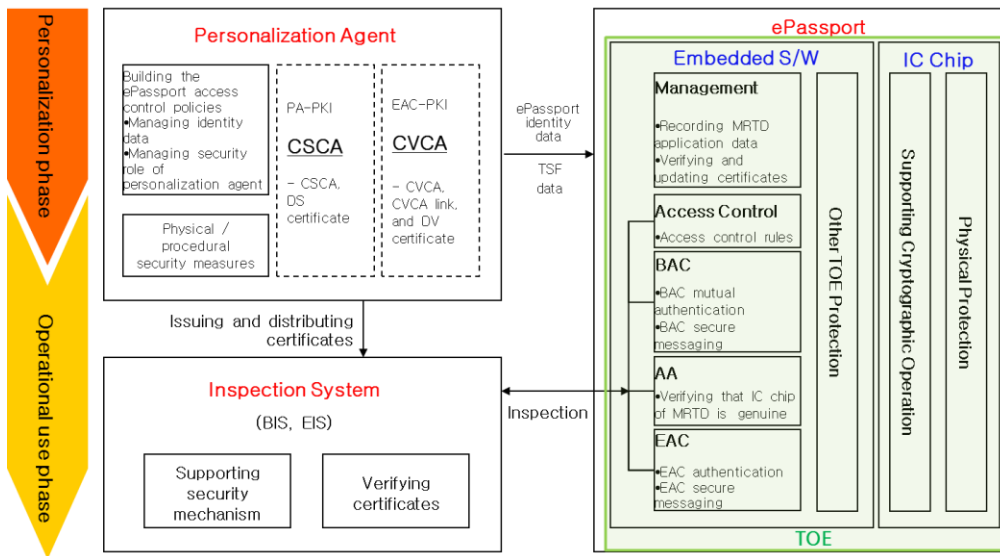 Personalization phase
Operational use phase
Personalization Agent
Building the
ePassport access
control policies
•Managing identity
data
•Managing security
role of
personalization agent
Physical /
procedural
security measures
PA-PKI
CSCA
- CSCA,
DS
certificate
EAC-PKI
CVCA
- CVCA,
CVCA link,
and DV
certificate
ePassport
identity
data
TSF
data
Issuing and distributing
certificates
Inspection System
(BIS, EIS)
Supporting
security
mechanism
Verifying
certificates
Inspection
ePassport
Embedded S/W
Management
•Recording MRTD
application data
•Verifying and
updating certificates
Access Control
•Access control rules
BAC
•BAC mutual
authentication
•BAC secure
messaging
AA
•Verifying that IC chip
of MRTD is genuine
EAC
•EAC authentication
•EAC secure
messaging
Other TOE Protection
IC Chip
Supporting Cryptographic Operation
Physical Protection
TOE